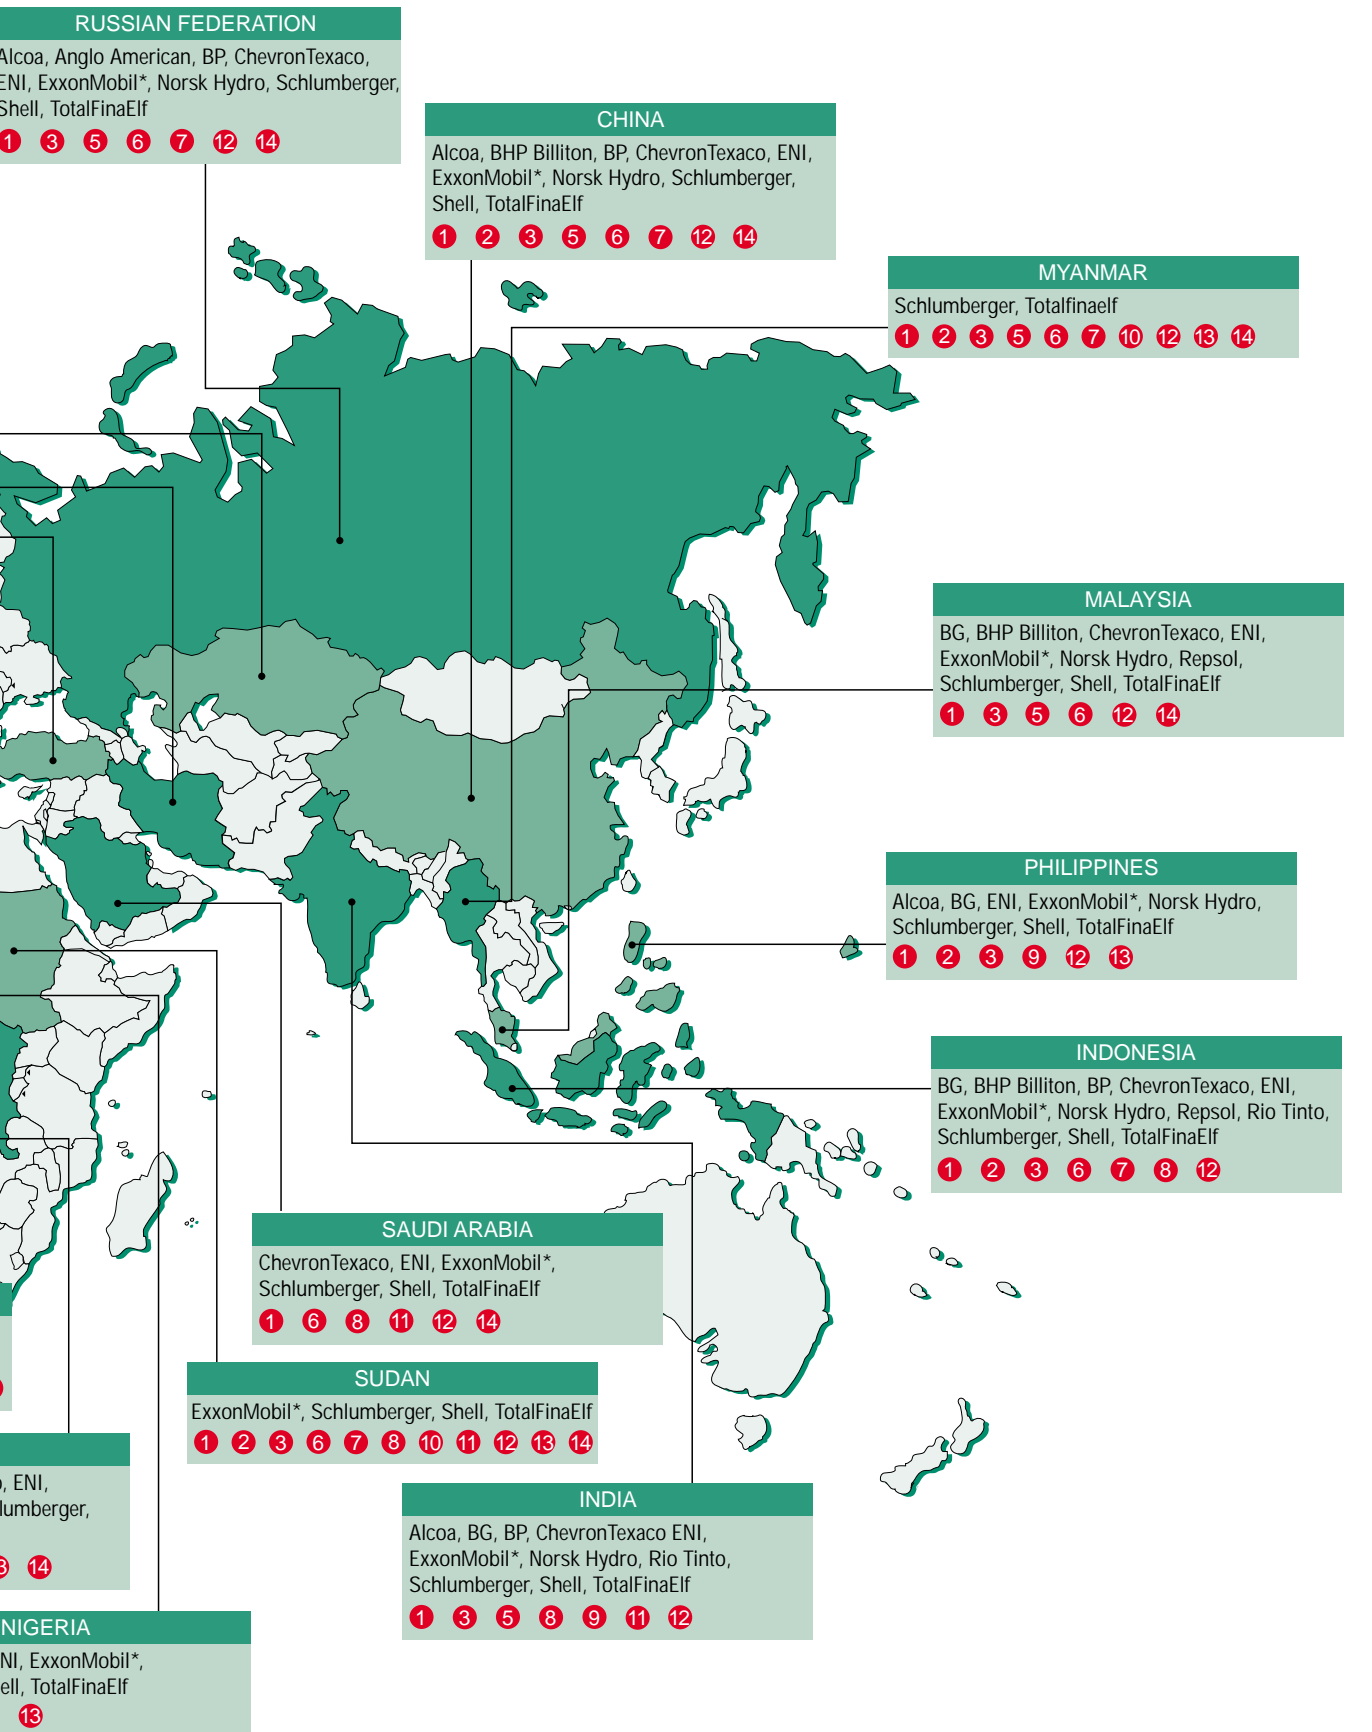 RUSSIAN FEDERATION
Alcoa, Anglo American, BP, ChevronTexaco,
ENI, ExxonMobil*, Norsk Hydro, Schlumberger,
Shell, TotalFinaElf
1 3 5 6 7 12 14
CHINA
Alcoa, BHP Billiton, BP, ChevronTexaco, ENI,
ExxonMobil*, Norsk Hydro, Schlumberger,
Shell, TotalFinaElf
1 2 3 5 6 7 12 14
MYANMAR
Schlumberger, Totalfinaelf
1 2 3 5 6 7 10 12 13 14
MALAYSIA
BG, BHP Billiton, ChevronTexaco, ENI,
ExxonMobil*, Norsk Hydro, Repsol,
Schlumberger, Shell, TotalFinaElf
1 3 5 6 12 14
PHILIPPINES
Alcoa, BG, ENI, ExxonMobil*, Norsk Hydro,
Schlumberger, Shell, TotalFinaElf
1 2 3 9 12 13
INDONESIA
BG, BHP Billiton, BP, ChevronTexaco, ENI,
ExxonMobil*, Norsk Hydro, Repsol, Rio Tinto,
Schlumberger, Shell, TotalFinaElf
1 2 3 6 7 8 12
SAUDI ARABIA
ChevronTexaco, ENI, ExxonMobil*,
Schlumberger, Shell, TotalFinaElf
1 6 8 11 12 14
SUDAN
ExxonMobil*, Schlumberger, Shell, TotalFinaElf
1 2 3 6 7 8 10 11 12 13 14
, ENI,
lumberger,
14
INDIA
Alcoa, BG, BP, ChevronTexaco ENI,
ExxonMobil*, Norsk Hydro, Rio Tinto,
Schlumberger, Shell, TotalFinaElf
1 3 5 8 9 11 12
NIGERIA
NI, ExxonMobil*,
ell, TotalFinaElf
13